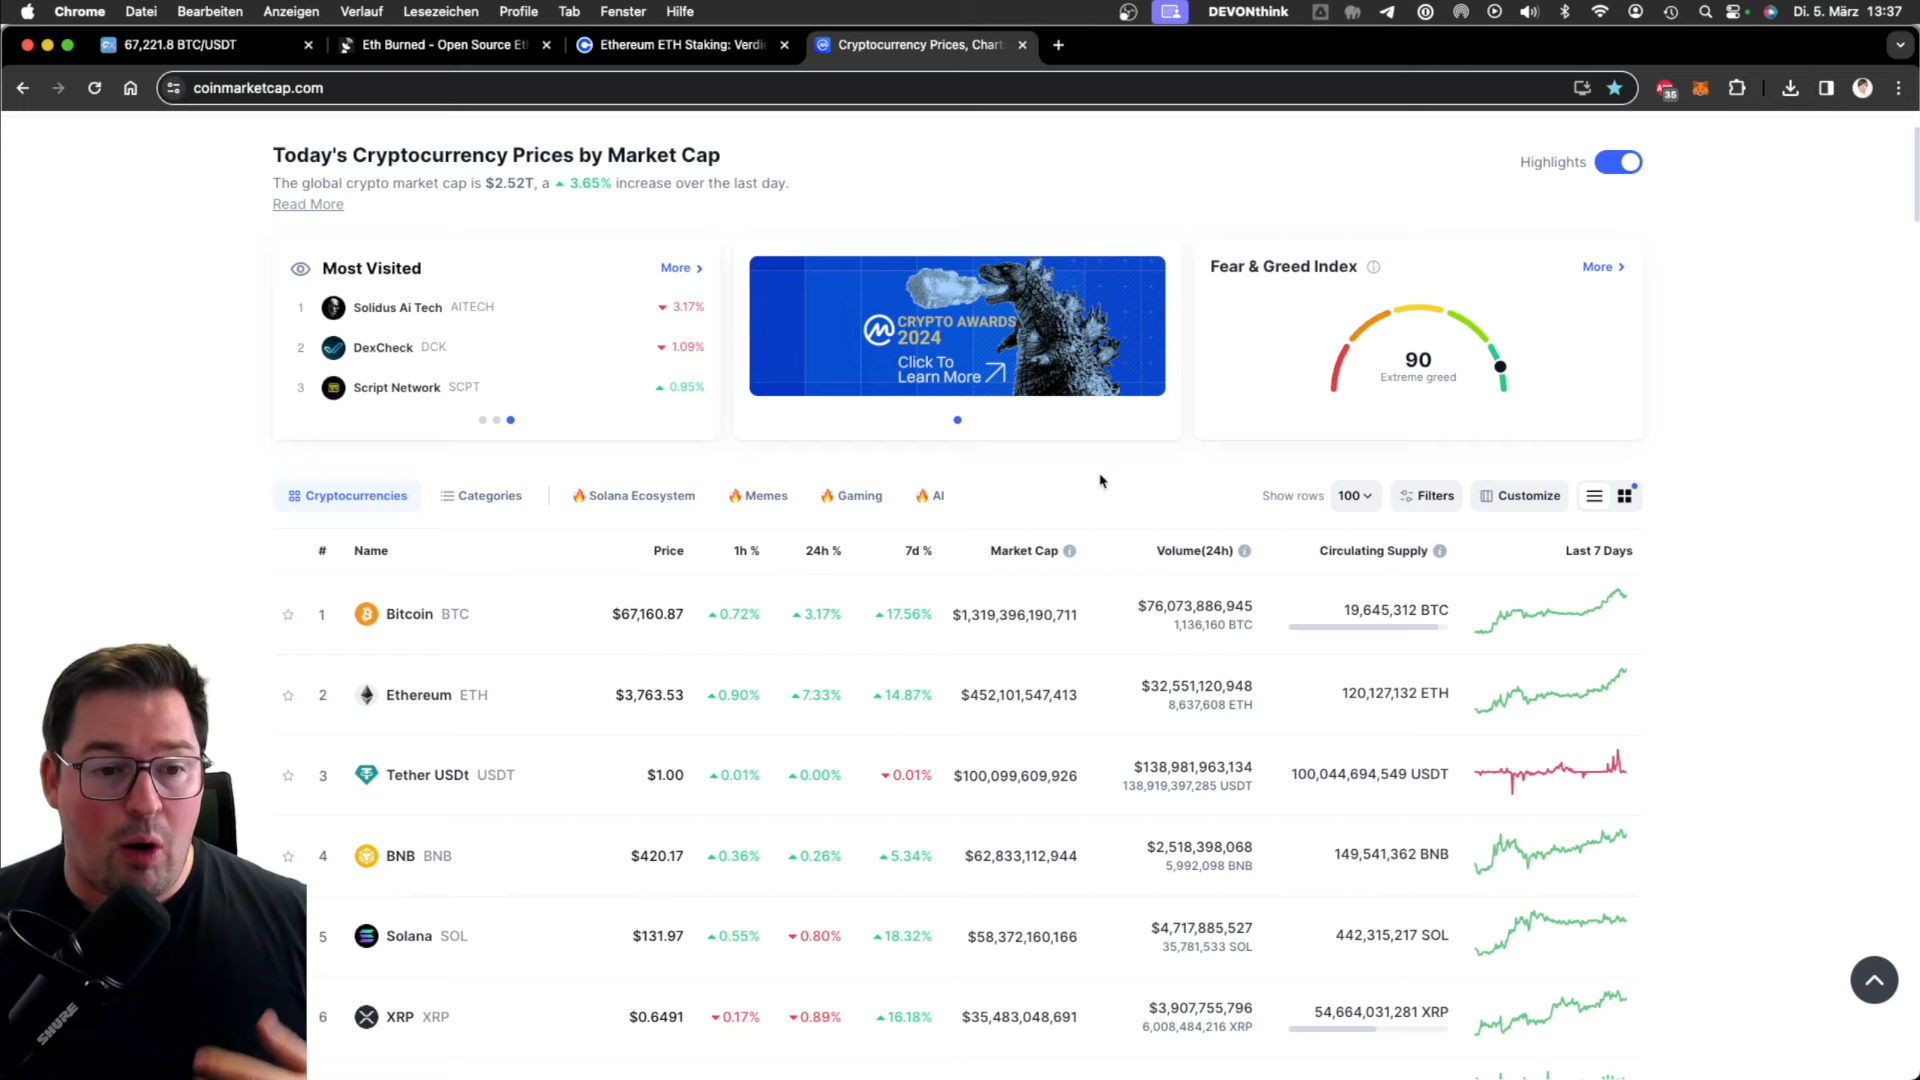 Chrome Datei Bearbeiten Anzeigen Verlauf Lesezeichen Profile Tab Fenster Hilfe DEVONthink Di. 5. März 13:37
67,221.8 BTC/USDT Eth Burned - Open Source Et Ethereum ETH Staking: Verdi Cryptocurrency Prices, Chart
coinmarketcap.com 35
Today's Cryptocurrency Prices by Market Cap
Highlights
The global crypto market cap is $2.52T, a 3.65% increase over the last day.
Read More
Most Visited More
1 Solidus Ai Tech AITECH 3.17%
2 DexCheck DCK 1.09%
3 Script Network SCPT 0.95%
CRYPTO AWARDS
2024
Click To
Learn More
Fear & Greed Index More
90
Extreme greed
Cryptocurrencies Categories Solana Ecosystem Memes Gaming AI Show rows 100 Filters Customize
# Name Price 1h % 24h % 7d % Market Cap Volume(24h) Circulating Supply Last 7 Days
1 Bitcoin BTC $67,160.87 0.72% 3.17% 17.56% $1,319,396,190,711 $76,073,886,945 19,645,312 BTC
1,136,160 BTC
2 Ethereum ETH $3,763.53 0.90% 7.33% 14.87% $452,101,547,413 $32,551,120,948 120,127,132 ETH
8,637,608 ETH
3 Tether USDt USDT $1.00 0.01% 0.00% 0.01% $100,099,609,926 $138,981,963,134 100,044,694,549 USDT
138,919,397,285 USDT
4 BNB BNB $420.17 0.36% 0.26% 5.34% $62,833,112,944 $2,518,398,068 149,541,362 BNB
5,992,098 BNB
5 Solana SOL $131.97 0.55% 0.80% 18.32% $58,372,160,166 $4,717,885,527 442,315,217 SOL
35,781,533 SOL
6 XRP XRP $0.6491 0.17% 0.89% 16.18% $35,483,048,691 $3,907,755,796 54,664,031,281 XRP
6,008,484,216 XRP
SHURE